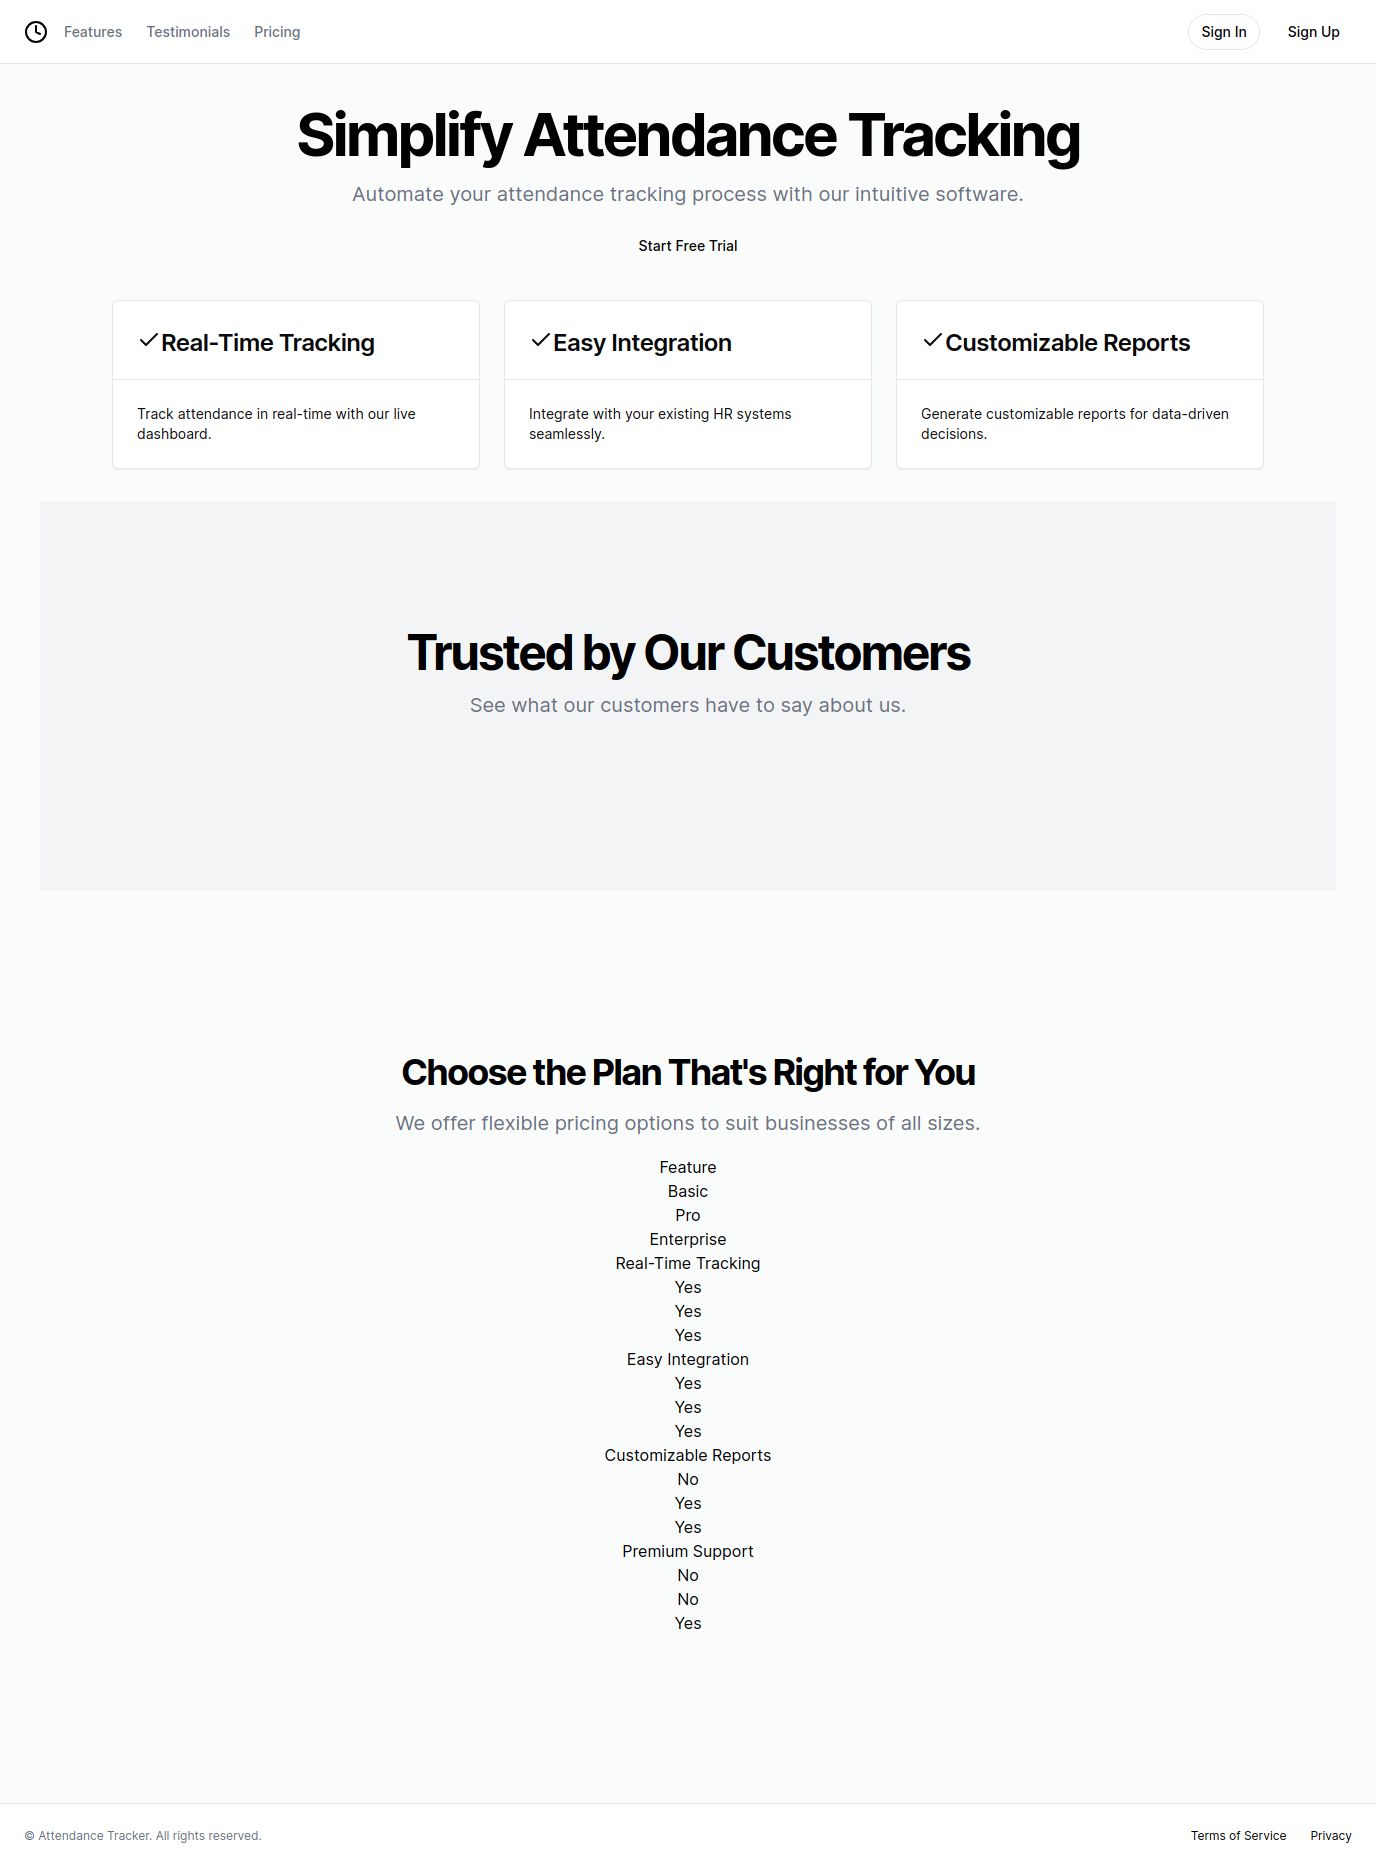 Features Testimonials Pricing Sign In Sign Up
Simplify Attendance Tracking
Automate your attendance tracking process with our intuitive software.
Start Free Trial
Real-Time Tracking
Track attendance in real-time with our live
dashboard.
Easy Integration
Integrate with your existing HR systems
seamlessly.
Customizable Reports
Generate customizable reports for data-driven
decisions.
Trusted by Our Customers
See what our customers have to say about us.
Choose the Plan That's Right for You
We offer flexible pricing options to suit businesses of all sizes.
Feature
Basic
Pro
Enterprise
Real-Time Tracking
Yes
Yes
Yes
Easy Integration
Yes
Yes
Yes
Customizable Reports
No
Yes
Yes
Premium Support
No
No
Yes
© Attendance Tracker. All rights reserved. Terms of Service Privacy